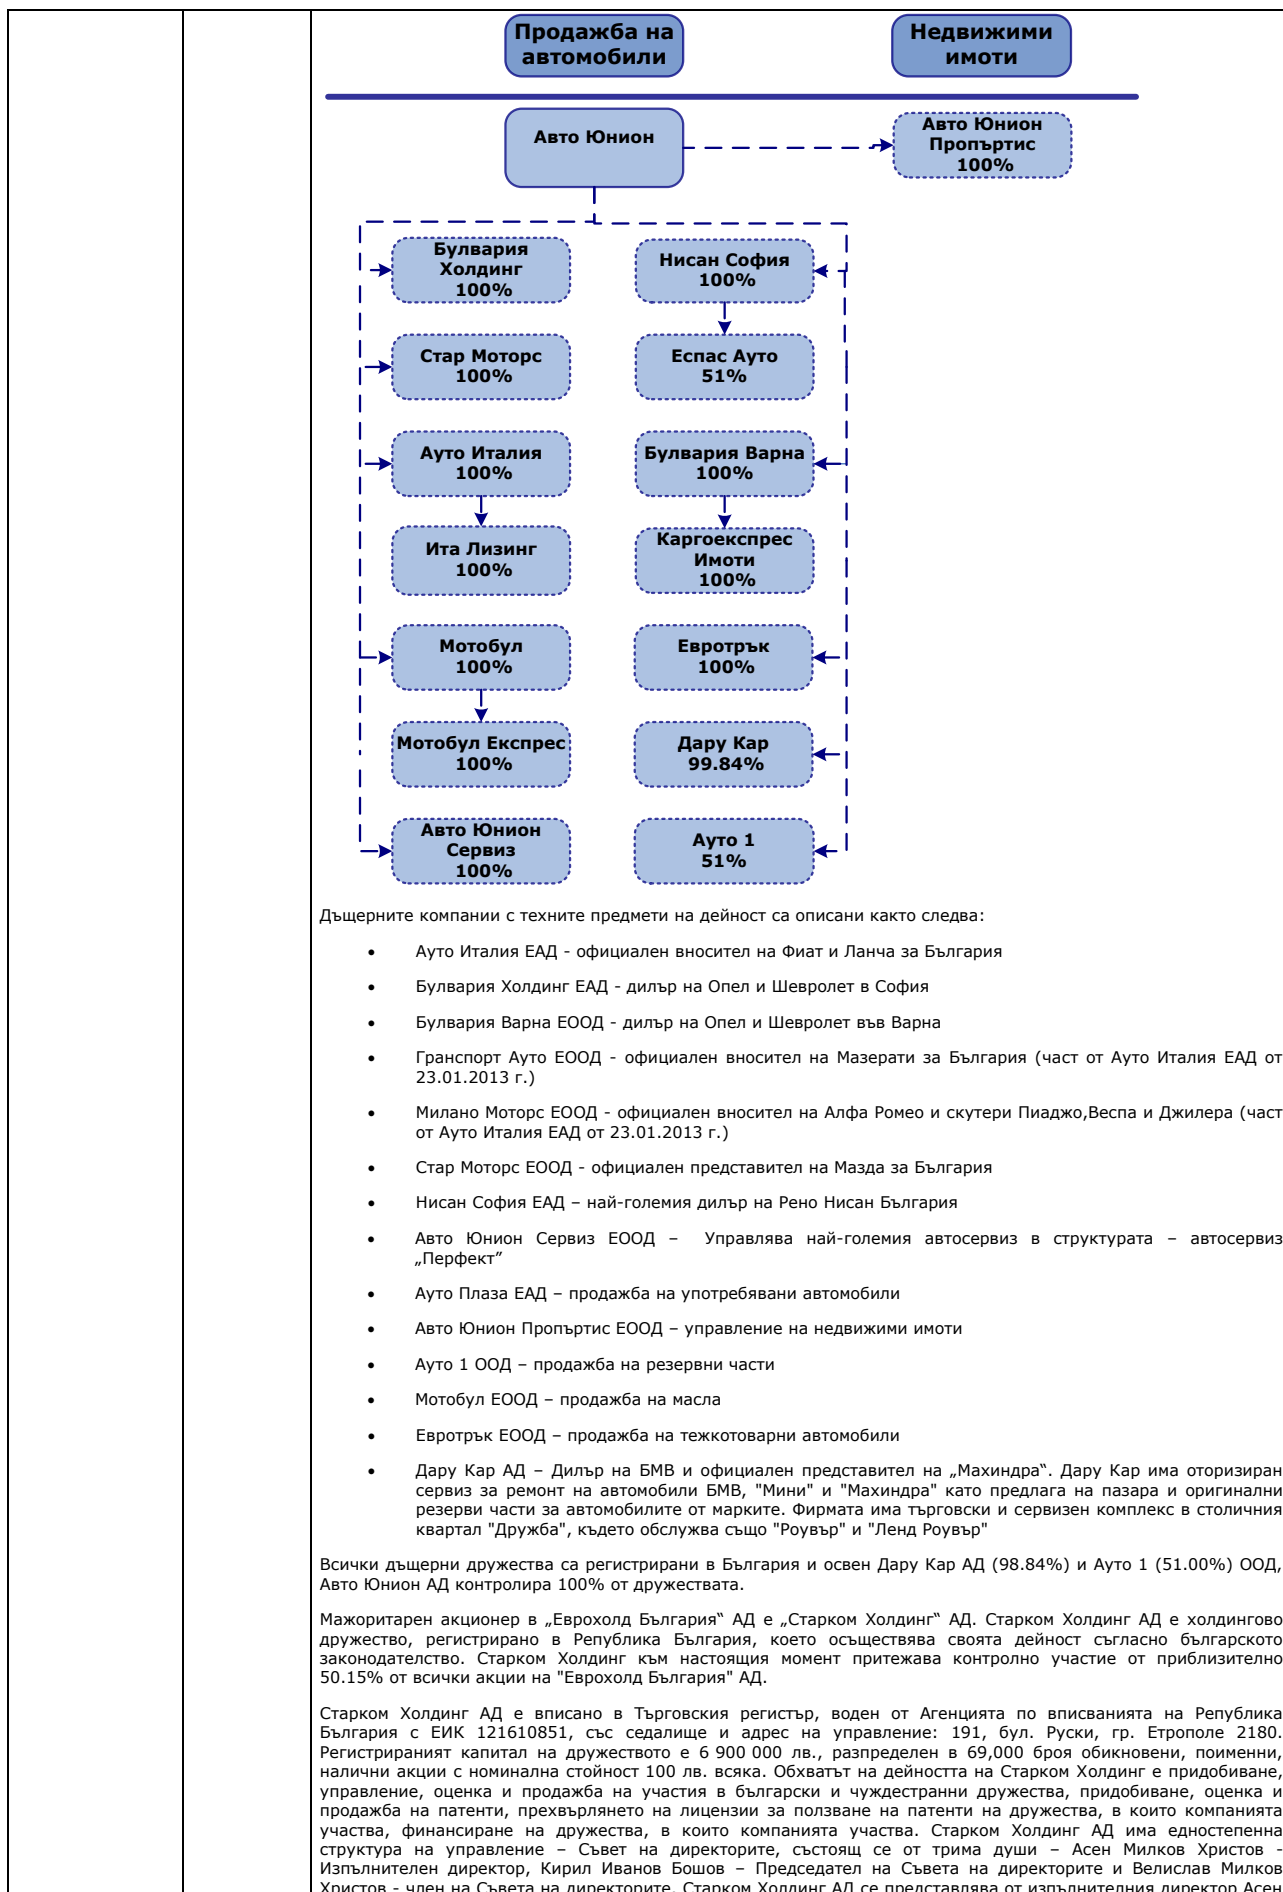 Продажба на
автомобили
Недвижими
имоти
Авто Юнион
Авто Юнион
Пропъртис
100%
Булвария
Холдинг
100%
Нисан София
100%
Стар Моторс
100%
Еспас Ауто
51%
Ауто Италия
100%
Булвария Варна
100%
Ита Лизинг
100%
Каргоекспрес
Имоти
100%
Мотобул
100%
Евротрък
100%
Мотобул Експрес
100%
Дару Кар
99.84%
Авто Юнион
Сервиз
100%
Ауто 1
51%
Дъщерните компании с техните предмети на дейност са описани както следва:
• Ауто Италия ЕАД - официален вносител на Фиат и Ланча за България
• Булвария Холдинг ЕАД - дилър на Опел и Шевролет в София
• Булвария Варна ЕООД - дилър на Опел и Шевролет във Варна
• Гранспорт Ауто ЕООД - официален вносител на Мазерати за България (част от Ауто Италия ЕАД от
23.01.2013 г.)
• Милано Моторс ЕООД - официален вносител на Алфа Ромео и скутери Пиаджо,Веспа и Джилера (част
от Ауто Италия ЕАД от 23.01.2013 г.)
• Стар Моторс ЕООД - официален представител на Мазда за България
• Нисан София ЕАД – най-големия дилър на Рено Нисан България
• Авто Юнион Сервиз ЕООД – Управлява най-големия автосервиз в структурата – автосервиз
„Перфект”
• Ауто Плаза ЕАД – продажба на употребявани автомобили
• Авто Юнион Пропъртис ЕООД – управление на недвижими имоти
• Ауто 1 ООД – продажба на резервни части
• Мотобул ЕООД – продажба на масла
• Евротрък ЕООД – продажба на тежкотоварни автомобили
• Дару Кар АД – Дилър на БМВ и официален представител на „Махиндра“. Дару Кар има оторизиран
сервиз за ремонт на автомобили БМВ, "Мини" и "Махиндра" като предлага на пазара и оригинални
резерви части за автомобилите от марките. Фирмата има търговски и сервизен комплекс в столичния
квартал "Дружба", където обслужва също "Роувър" и "Ленд Роувър"
Всички дъщерни дружества са регистрирани в България и освен Дару Кар АД (98.84%) и Ауто 1 (51.00%) ООД,
Авто Юнион АД контролира 100% от дружествата.
Мажоритарен акционер в „Еврохолд България“ АД е „Старком Холдинг“ АД. Старком Холдинг АД е холдингово
дружество, регистрирано в Република България, което осъществява своята дейност съгласно българското
законодателство. Старком Холдинг към настоящия момент притежава контролно участие от приблизително
50.15% от всички акции на "Еврохолд България" АД.
Старком Холдинг АД е вписано в Търговския регистър, воден от Агенцията по вписванията на Република
България с ЕИК 121610851, със седалище и адрес на управление: 191, бул. Руски, гр. Етрополе 2180.
Регистрираният капитал на дружеството е 6 900 000 лв., разпределен в 69,000 броя обикновени, поименни,
налични акции с номинална стойност 100 лв. всяка. Обхватът на дейността на Старком Холдинг е придобиване,
управление, оценка и продажба на участия в български и чуждестранни дружества, придобиване, оценка и
продажба на патенти, прехвърлянето на лицензии за ползване на патенти на дружества, в които компанията
участва, финансиране на дружества, в които компанията участва. Старком Холдинг АД има едностепенна
структура на управление – Съвет на директорите, състоящ се от трима души – Асен Милков Христов -
Изпълнителен директор, Кирил Иванов Бошов – Председател на Съвета на директорите и Велислав Милков
Христов - член на Съвета на директорите. Старком Холдинг АД се представлява от изпълнителния директор Асен